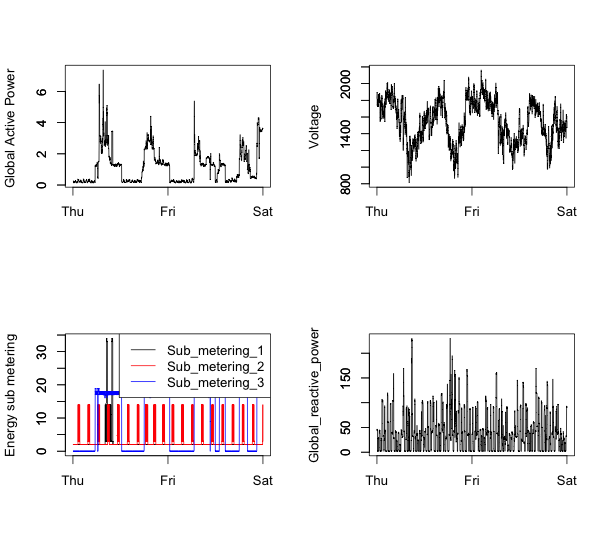 Global Active Power
0
2
4
6
Thu Fri Sat
Voltage
800
1400
2000
Thu Fri Sat
Energy sub metering
0
10
20
30
Sub_metering_1
Sub_metering_2
Sub_metering_3
Thu Fri Sat
Global_reactive_power
0
50
150
Thu Fri Sat